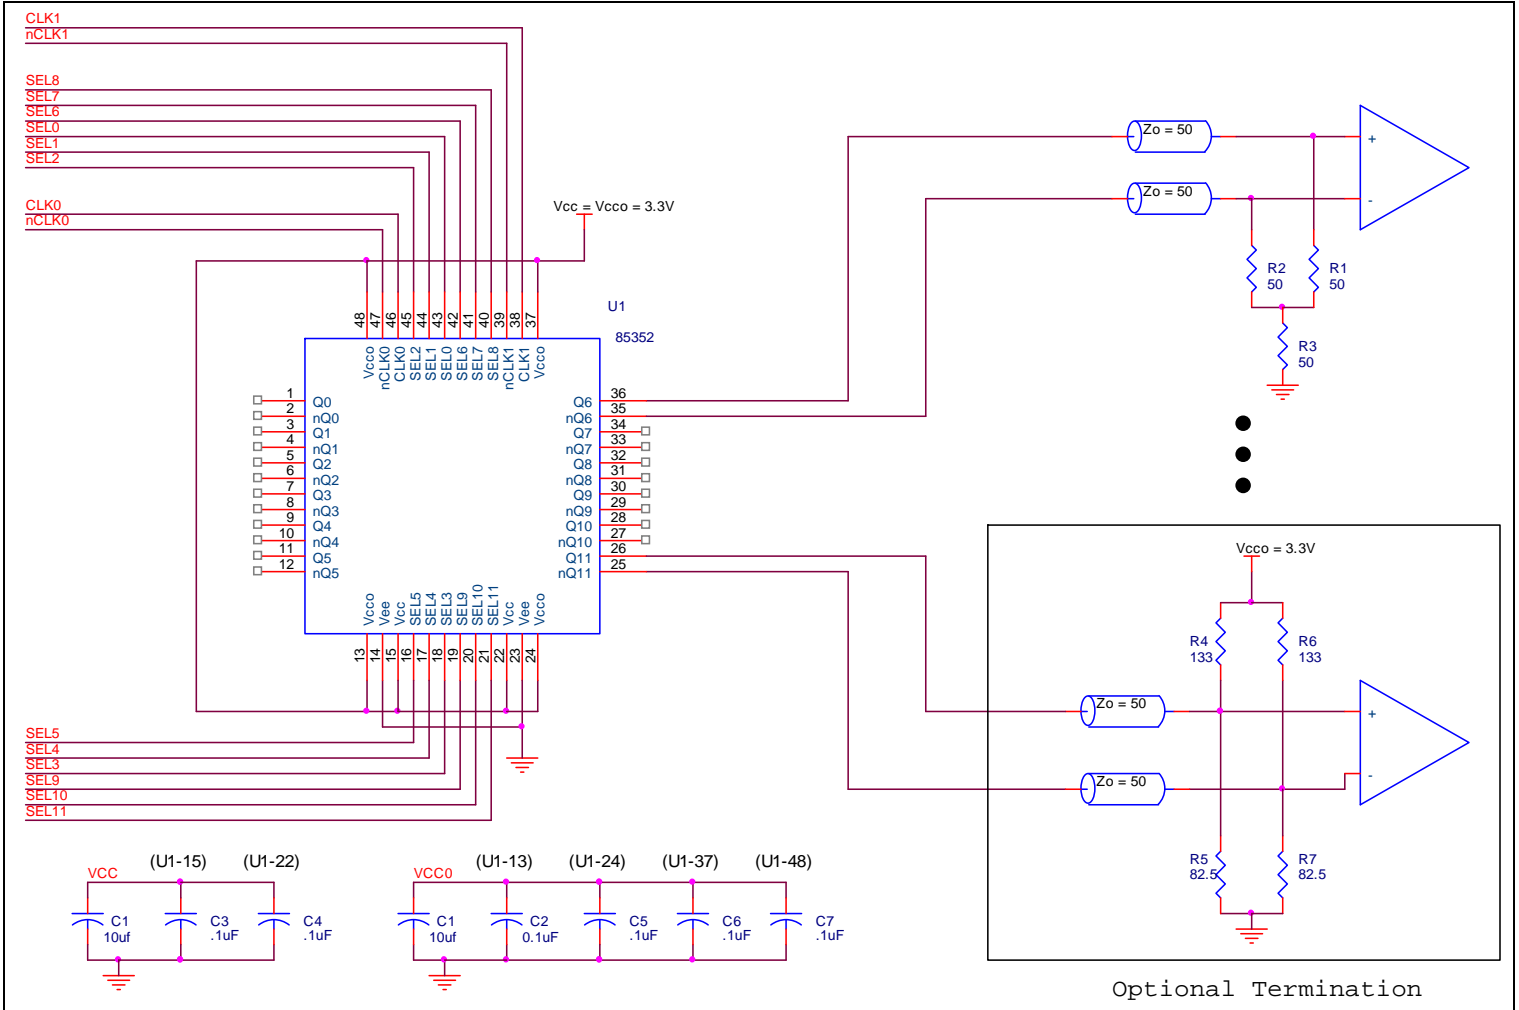 CLK1
nCLK1
SEL8
SEL7
SEL6
SEL0
SEL1
SEL2
CLK0
nCLK0
Vcc = Vcco = 3.3V
U1
85352
48 47 46 45 44 43 42 41 40 39 38 37
Vcco nCLK0 CLK0 SEL2 SEL1 SEL0 SEL6 SEL7 SEL8 nCLK1 CLK1 Vcco
1 Q0
2 nQ0
3 Q1
4 nQ1
5 Q2
6 nQ2
7 Q3
8 nQ3
9 Q4
10 nQ4
11 Q5
12 nQ5
Q6 36
nQ6 35
Q7 34
nQ7 33
Q8 32
nQ8 31
Q9 30
nQ9 29
Q10 28
nQ10 27
Q11 26
nQ11 25
Vcco Vee Vcc SEL5 SEL4 SEL3 SEL9 SEL10 SEL11 Vcc Vee Vcco
13 14 15 16 17 18 19 20 21 22 23 24
SEL5
SEL4
SEL3
SEL9
SEL10
SEL11
Zo = 50
Zo = 50
+
-
R2
50
R1
50
R3
50
Vcco = 3.3V
R4
133
R6
133
Zo = 50
Zo = 50
+
-
R5
82.5
R7
82.5
Optional Termination
VCC
(U1-15) (U1-22)
C1
10uf
C3
.1uF
C4
.1uF
VCC0
(U1-13) (U1-24) (U1-37) (U1-48)
C1
10uf
C2
0.1uF
C5
.1uF
C6
.1uF
C7
.1uF